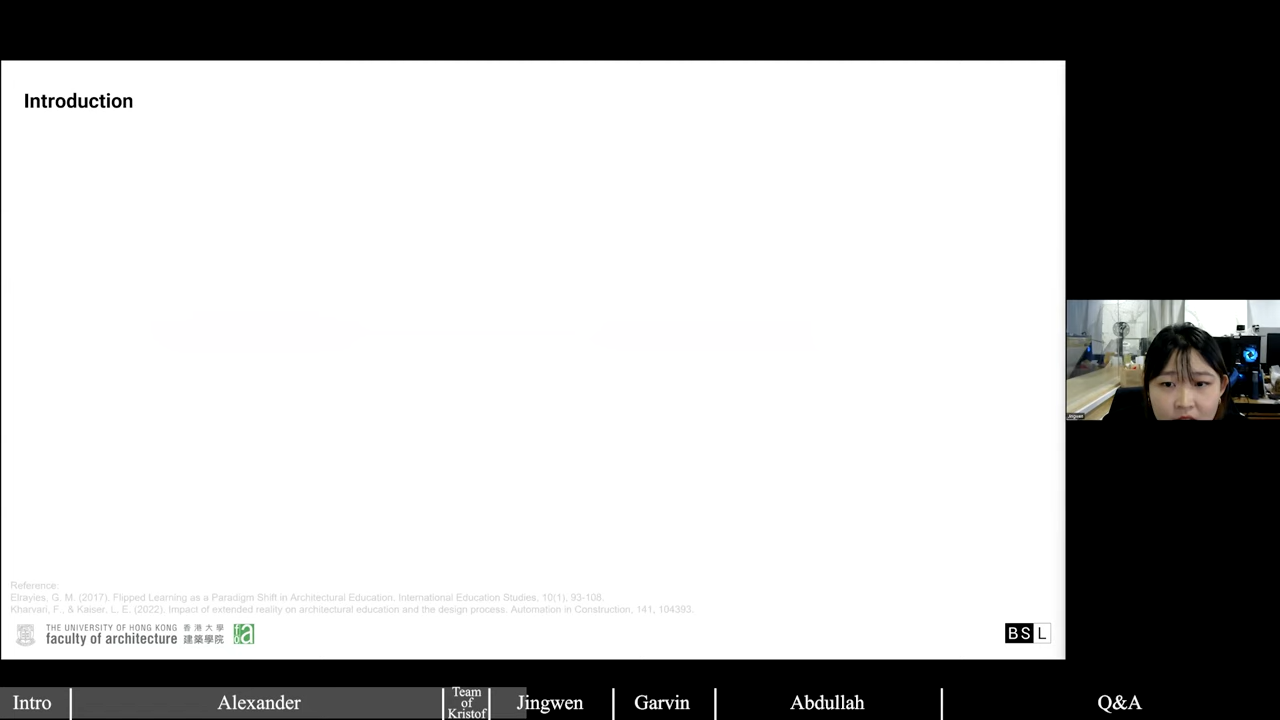 Introduction
Jingwen
Reference:
Elrayies, G. M. (2017). Flipped Learning as a Paradigm Shift in Architectural Education. International Education Studies, 10(1), 93-108.
Kharvari, F., & Kaiser. L. E. (2022). Impact of extended reality on architectural education and the design process. Automation in Construction, 141, 104393.
THE UNIVERSITY OF HONG KONG 香港大學
faculty of architecture 建築學院
BSL
Intro
Alexander
Team
of
Kristof
Jingwen
Garvin
Abdullah
Q&A